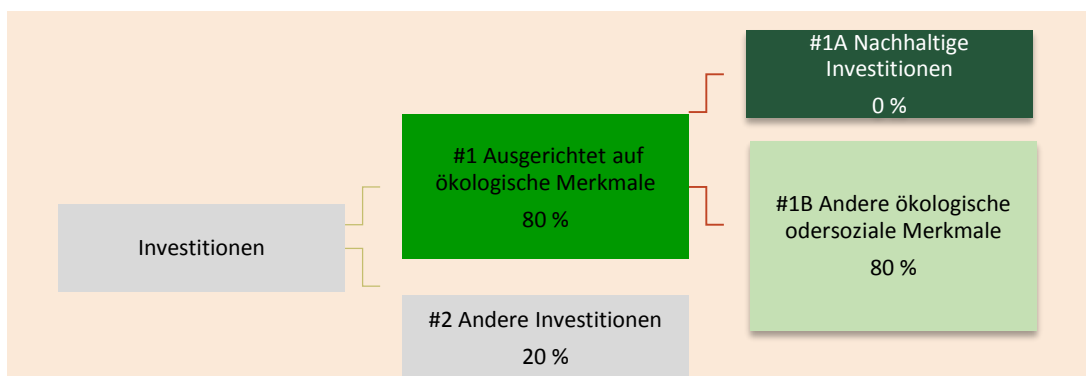 #1A Nachhaltige
Investitionen
0 %
#1 Ausgerichtet auf
ökologische Merkmale
80 %
#1B Andere ökologische
odersoziale Merkmale
80 %
Investitionen
#2 Andere Investitionen
20 %